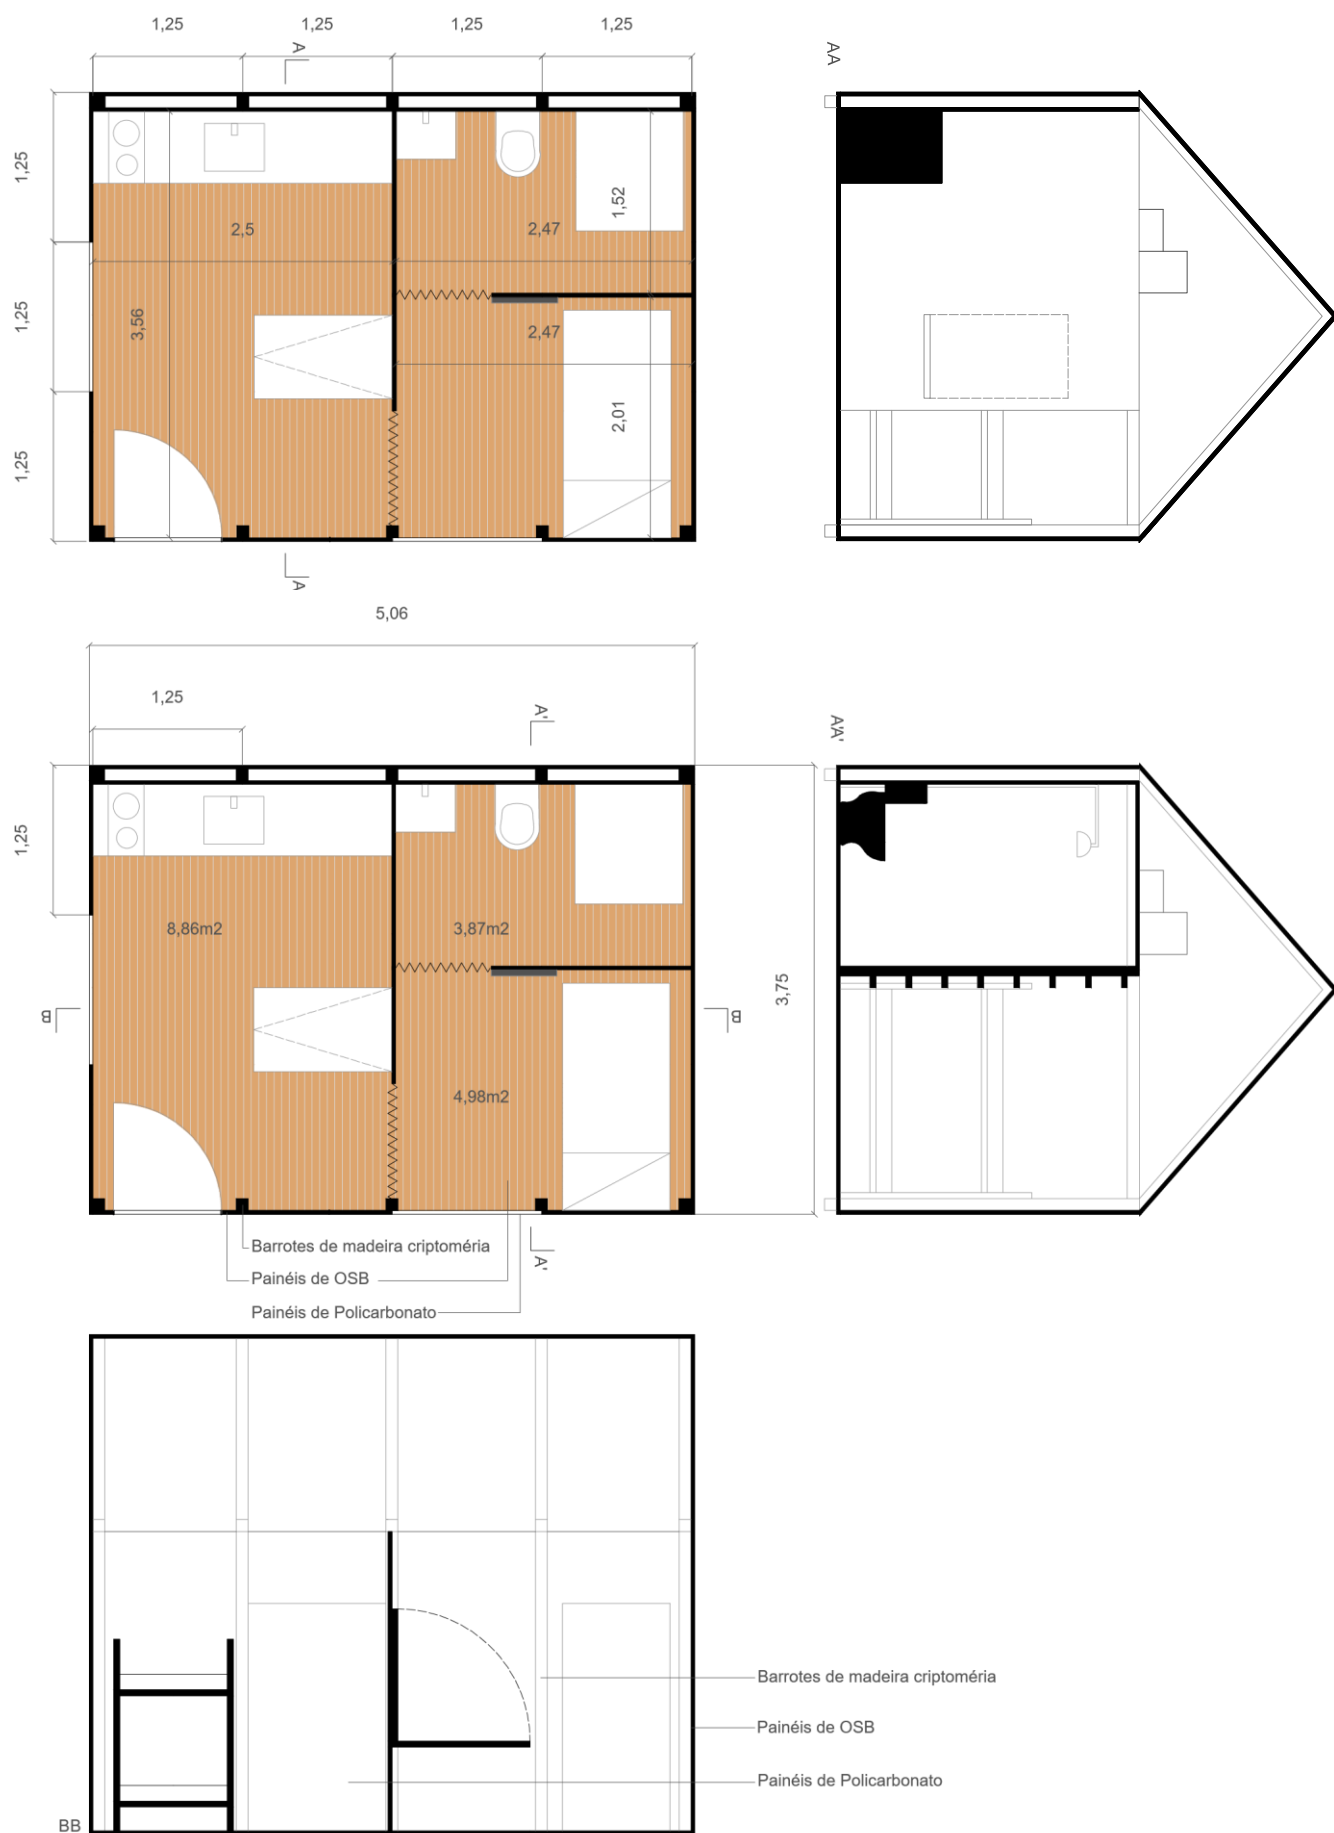 1,25 1,25 1,25 1,25
A
AA
1,25
1,52
2,5 2,47
1,25
3,56
2,47
2,01
1,25
A
5,06
1,25
A'
A'A'
1,25
8,86m2 3,87m2
3,75
B B
4,98m2
Barrotes de madeira criptoméria
A'
Painéis de OSB
Painéis de Policarbonato
Barrotes de madeira criptoméria
Painéis de OSB
Painéis de Policarbonato
BB